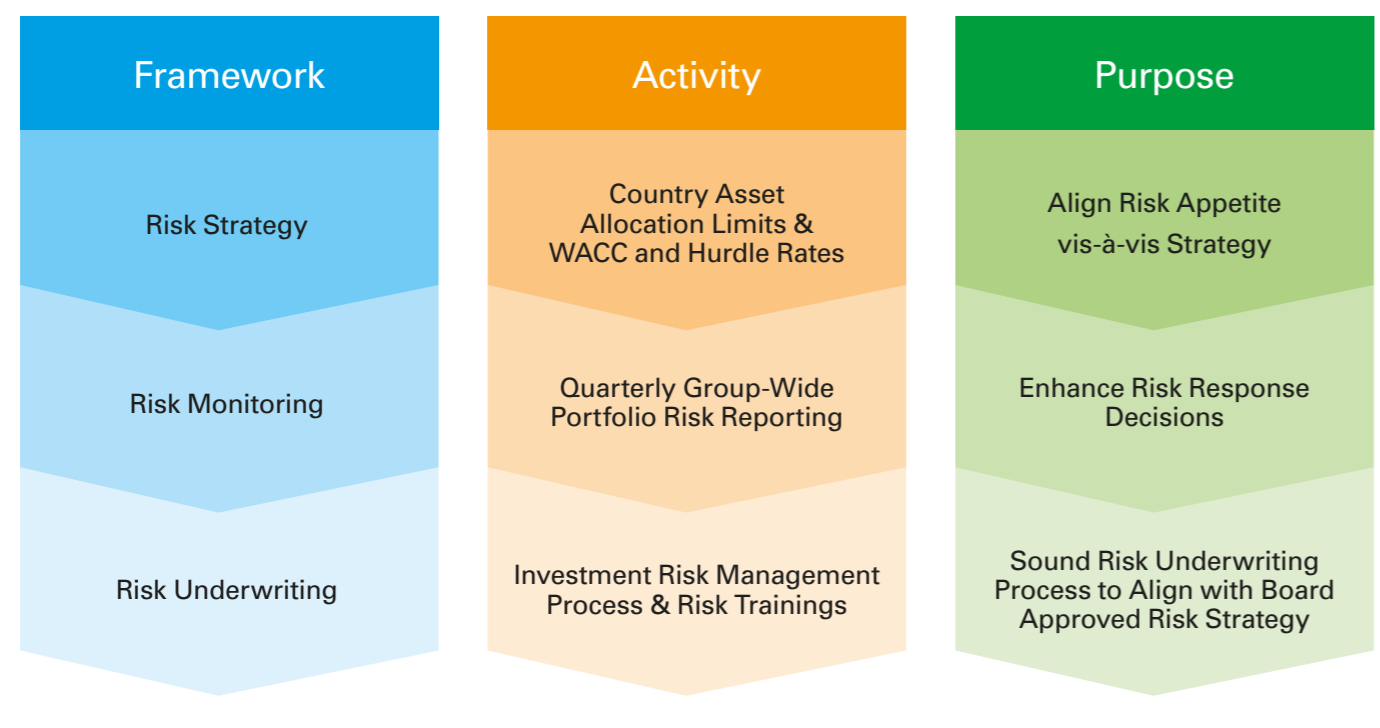 Framework
Activity
Purpose
Risk Strategy
Country Asset
Allocation Limits &
WACC and Hurdle Rates
Align Risk Appetite
vis-à-vis Strategy
Risk Monitoring
Quarterly Group-Wide
Portfolio Risk Reporting
Enhance Risk Response
Decisions
Risk Underwriting
Investment Risk Management
Process & Risk Trainings
Sound Risk Underwriting
Process to Align with Board
Approved Risk Strategy